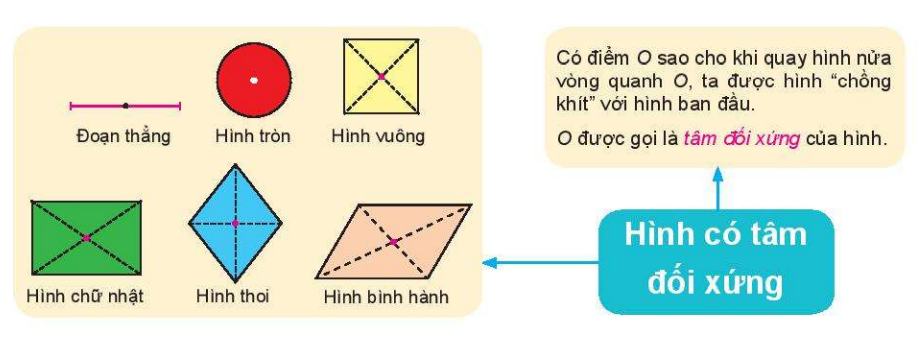 Đoạn thẳng
Hình tròn
Hình vuông
Hình chữ nhật
Hình thoi
Hình bình hành
Có điểm O sao cho khi quay hình nửa
vòng quanh O, ta được hình “chồng
khít” với hình ban đầu.
O được gọi là tâm đối xứng của hình.
Hình có tâm
đối xứng